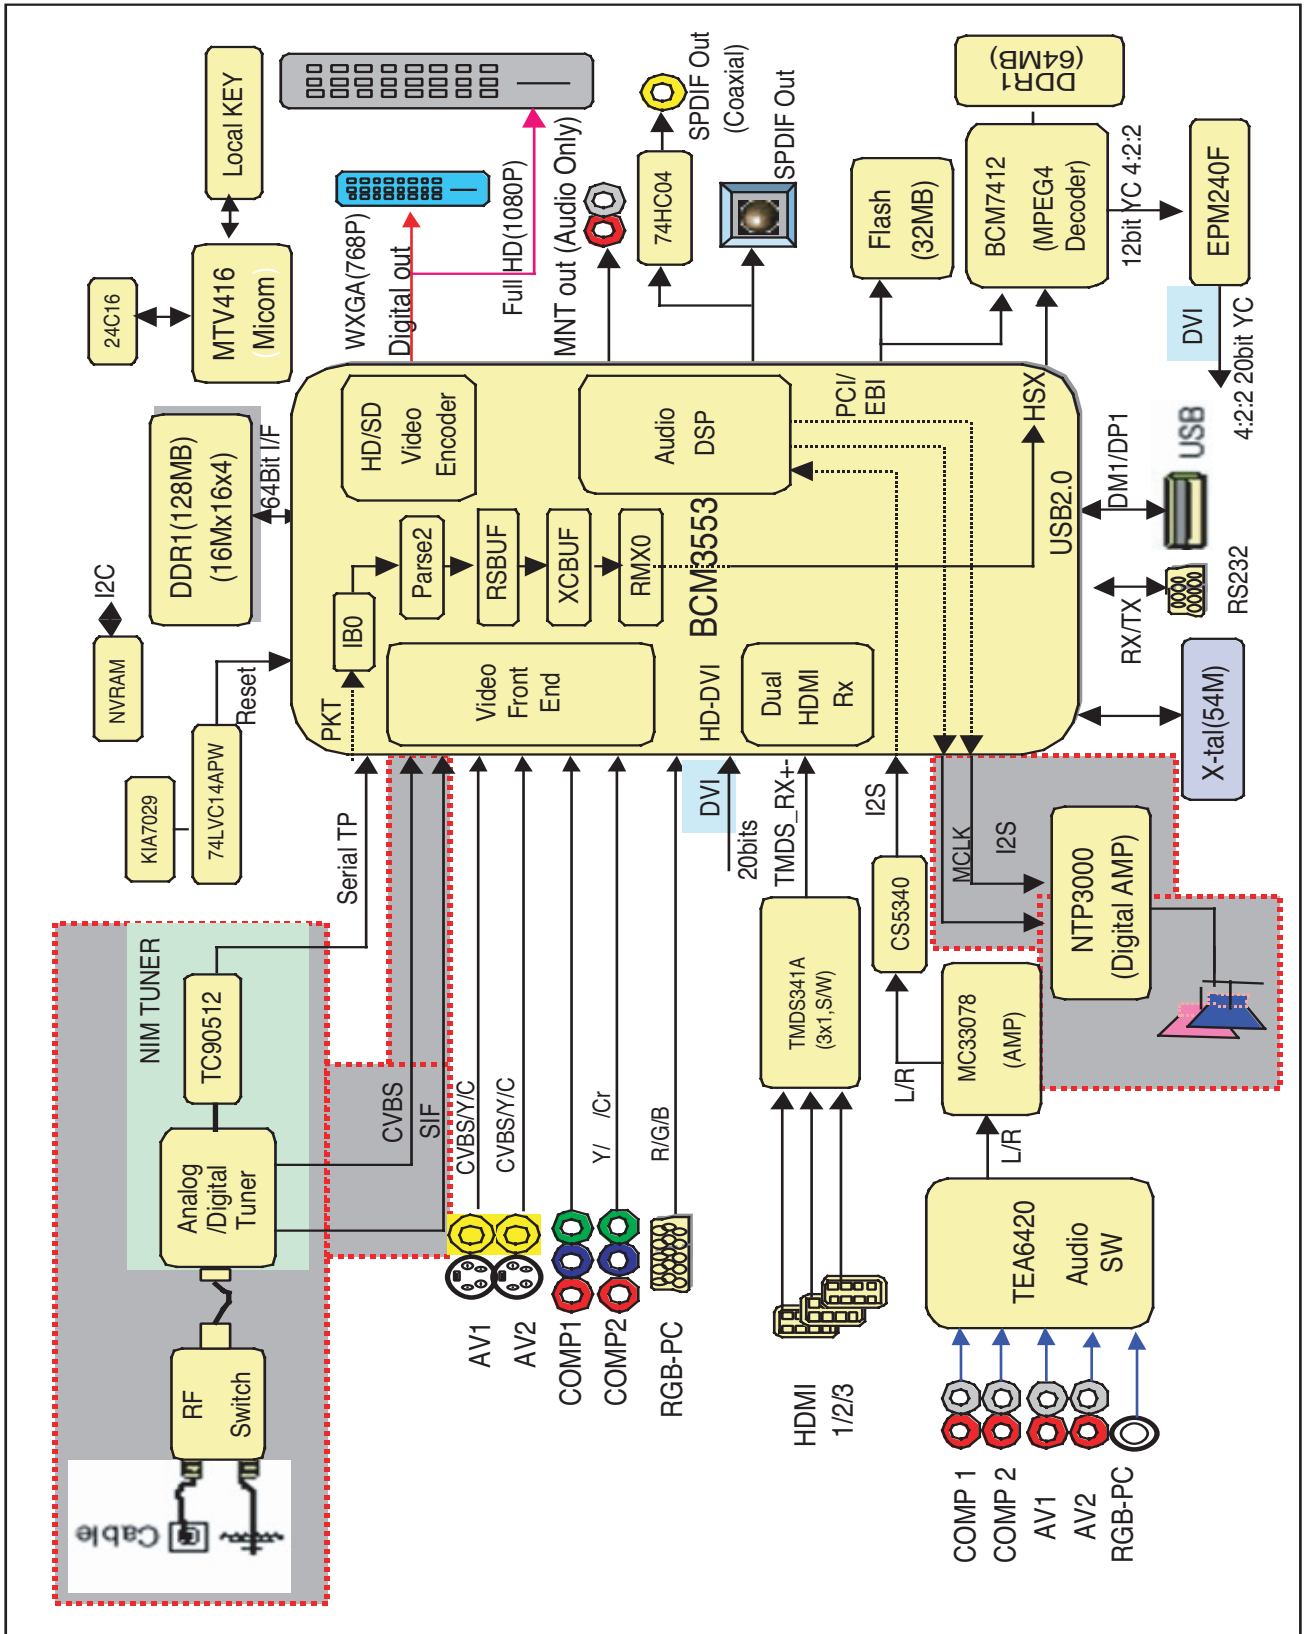 Cable
RF
Switch
Analog
/Digital
Tuner
TC90512
NIM TUNER
CVBS
SIF
Serial TP
KIA7029
74LVC14APW
Reset
NVRAM
I2C
DDR1(128MB)
(16Mx16x4)
64Bit I/F
24C16
MTV416
(Micom)
Local KEY
WXGA(768P)
Digital out
Full HD(1080P)
MNT out (Audio Only)
74HC04
SPDIF Out
(Coaxial)
SPDIF Out
Flash
(32MB)
BCM7412
(MPEG4
Decoder)
DDR1
(64MB)
12bit YC 4:2:2
EPM240F
DVI
4:2:2 20bit YC
PKT
IB0
Parse2
RSBUF
XCBUF
RMX0
HD/SD
Video
Encoder
Video
Front
End
BCM3553
Audio
DSP
PCI/
EBI
HSX
HD-DVI
Dual
HDMI
Rx
USB2.0
DM1/DP1
USB
RX/TX
RS232
X-tal(54M)
AV1
CVBS/Y/C
AV2
CVBS/Y/C
COMP1
COMP2
Y/ /Cr
RGB-PC
R/G/B
DVI
20bits
TMDS_RX+-
TMDS341A
(3x1,S/W)
HDMI
1/2/3
I2S
CS5340
L/R
MC33078
(AMP)
L/R
TEA6420
Audio
SW
COMP 1
COMP 2
AV1
AV2
RGB-PC
MCLK
I2S
NTP3000
(Digital AMP)